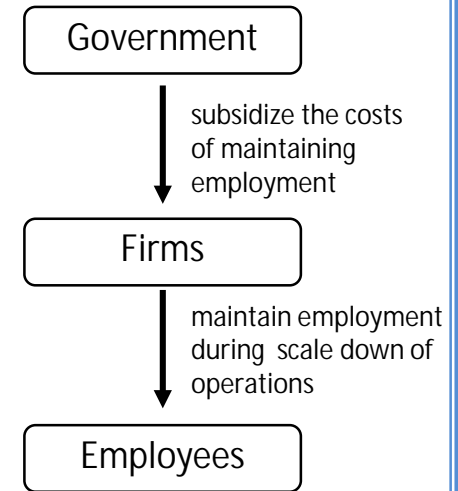 Government
subsidize the costs
of maintaining
employment
Firms
maintain employment
during scale down of
operations
Employees